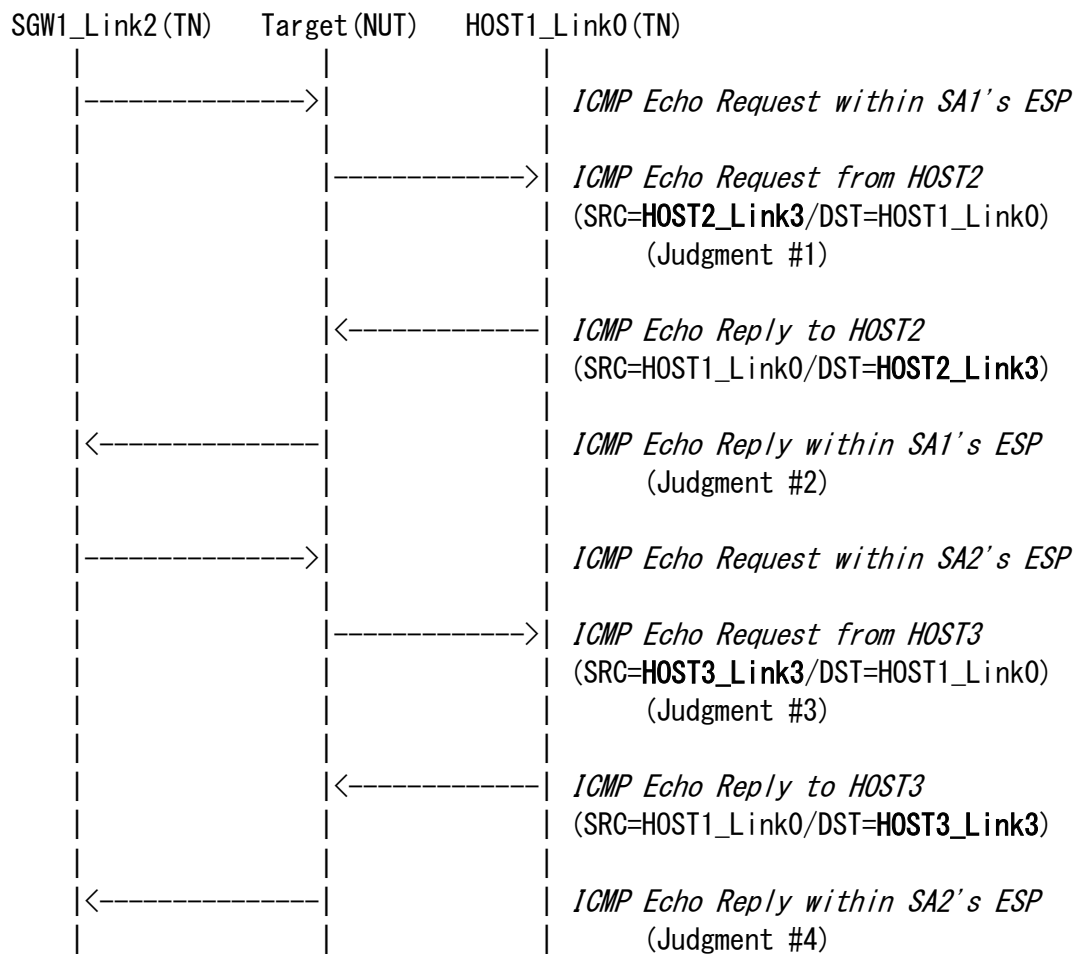 SGW1_Link2(TN) Target(NUT) HOST1_Link0(TN)
ICMP Echo Request within SA1's ESP
ICMP Echo Request from HOST2
(SRC=HOST2_Link3/DST=HOST1_Link0)
(Judgment #1)
ICMP Echo Reply to HOST2
(SRC=HOST1_Link0/DST=HOST2_Link3)
ICMP Echo Reply within SA1's ESP
(Judgment #2)
ICMP Echo Request within SA2's ESP
ICMP Echo Request from HOST3
(SRC=HOST3_Link3/DST=HOST1_Link0)
(Judgment #3)
ICMP Echo Reply to HOST3
(SRC=HOST1_Link0/DST=HOST3_Link3)
ICMP Echo Reply within SA2's ESP
(Judgment #4)